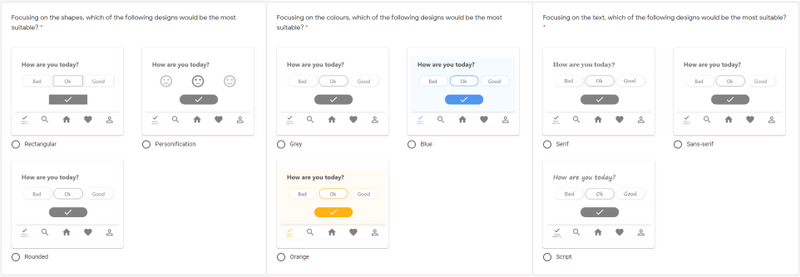 Focusing on the shapes, which of the following designs would be the most
suitable? *
How are you today?
Bad Ok Good
Rectangular
How are you today?
Personification
How are you today?
Bad Ok Good
Rounded
Focusing on the colours, which of the following designs would be the most
suitable? *
How are you today?
Bad Ok Good
Grey
How are you today?
Bad Ok Good
Blue
How are you today?
Bad Ok Good
Orange
Focusing on the text, which of the following designs would be the most suitable?
*
How are you today?
Bad Ok Good
Serif
How are you today?
Bad Ok Good
Sans-serif
How are you today?
Bad Ok Good
Script